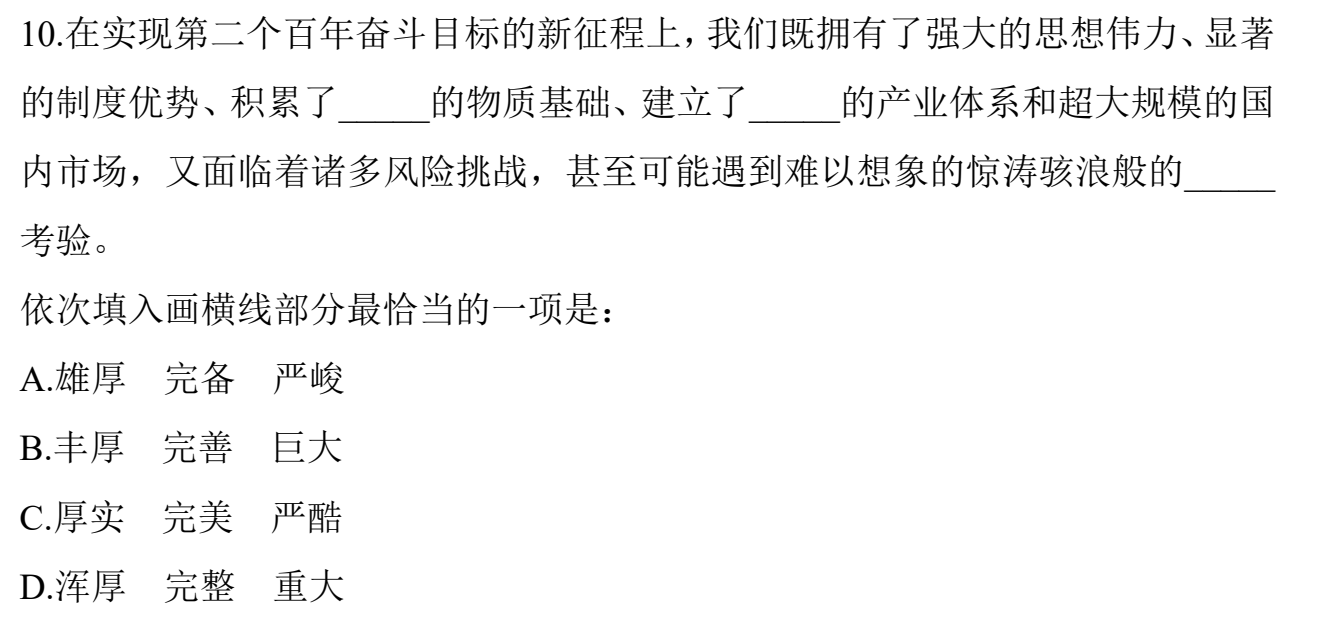 10.在实现第二个百年奋斗目标的新征程上，我们既拥有了强大的思想伟力、显著
的制度优势、积累了_____的物质基础、建立了_____的产业体系和超大规模的国
内市场，又面临着诸多风险挑战，甚至可能遇到难以想象的惊涛骇浪般的_____
考验。
依次填入画横线部分最恰当的一项是：
A.雄厚 完备 严峻
B.丰厚 完善 巨大
C.厚实 完美 严酷
D.浑厚 完整 重大